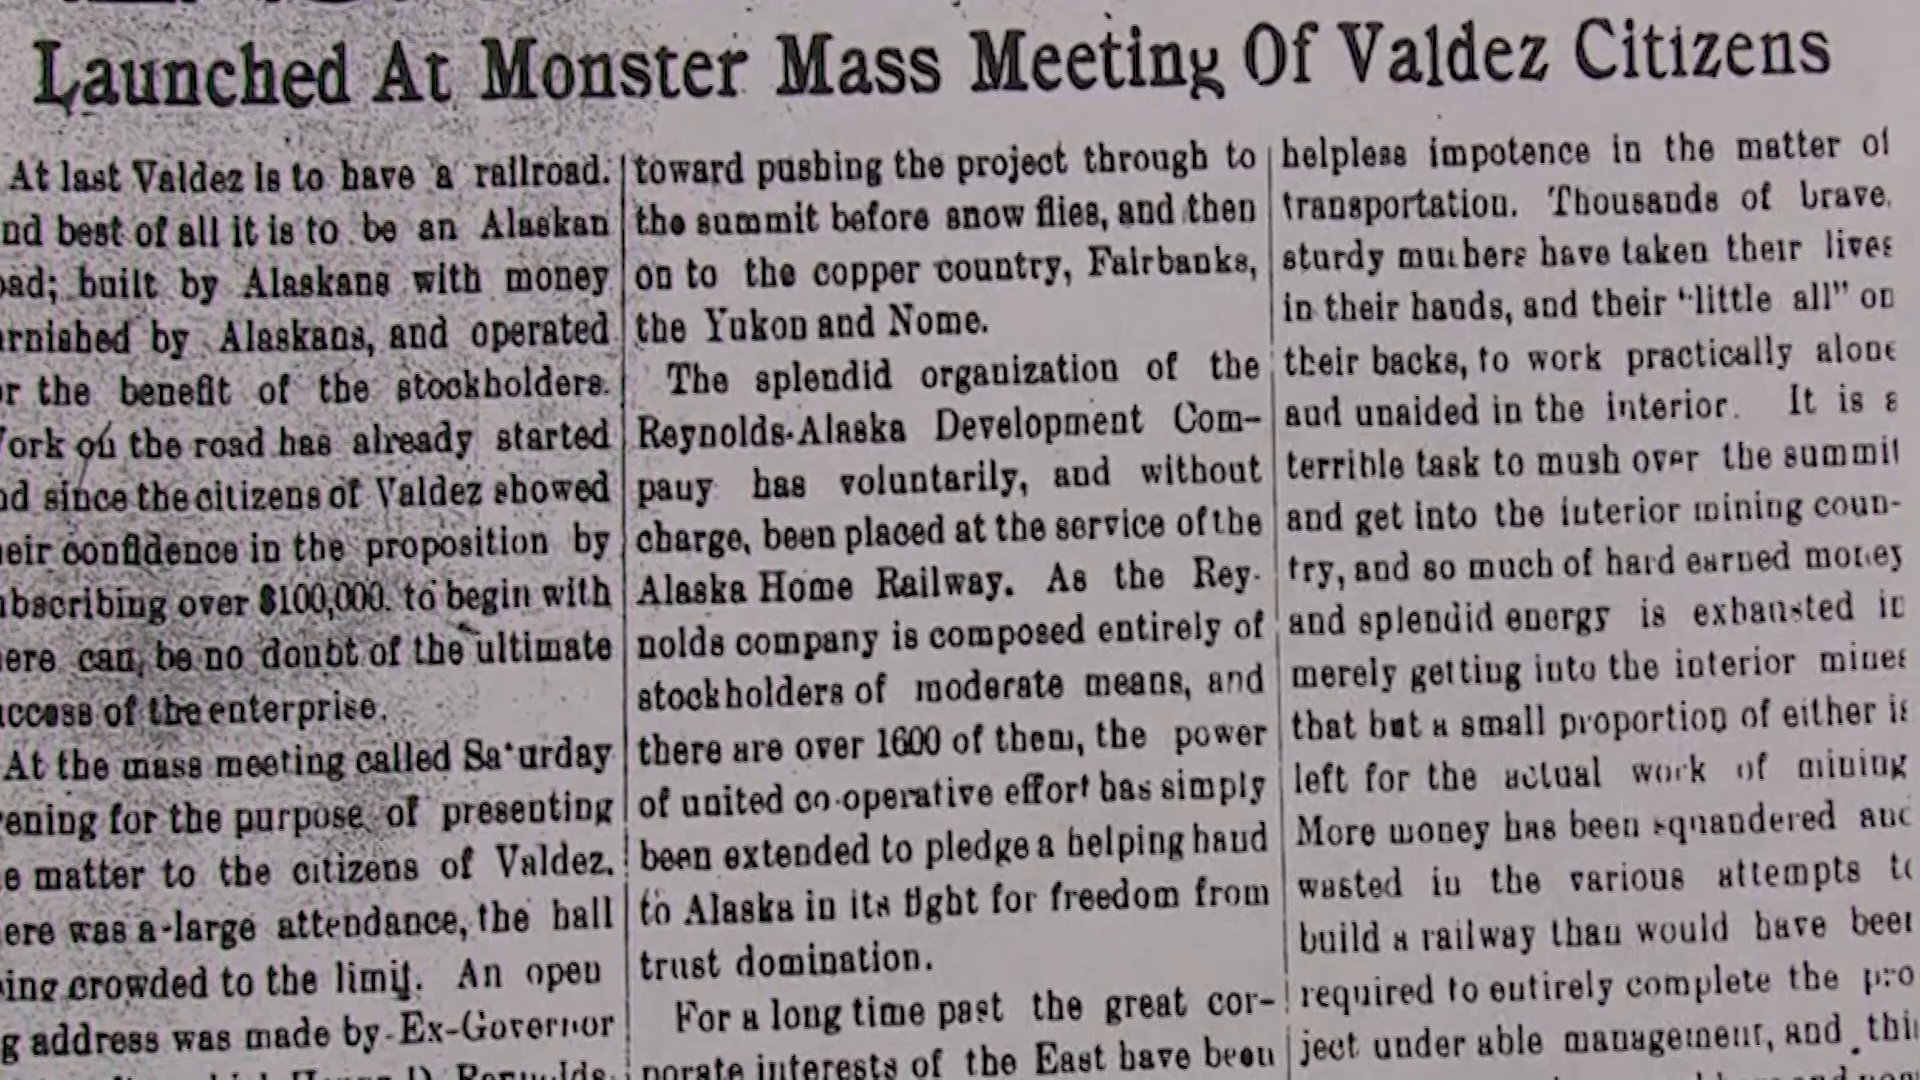 Launched At Monster Mass Meeting Of Valdez Citizens
At last Valdez is to have a railroad.
nd best of all it is to be an Alaskan
oad; built by Alaskans with money
urnished by Alaskans, and operated
or the benefit of the stockholders.
Work on the road has already started
nd since the citizens of Valdez showed
eir confidence in the proposition by
ubscribing over $100,000. to begin with
ere can be no doubt of the ultimate
uccess of the enterprise.
At the mass meeting called Saturday
ening for the purpose of presenting
e matter to the citizens of Valdez,
ere was a large attendance, the hall
ing crowded to the limit. An open
g address was made by Ex-Governor
toward pushing the project through to
the summit before snow flies, and then
on to the copper country, Fairbanks,
the Yukon and Nome.
The splendid organization of the
Reynolds-Alaska Development Com-
pany has voluntarily, and without
charge, been placed at the service of the
Alaska Home Railway. As the Rey-
nolds company is composed entirely of
stockholders of moderate means, and
there are over 1600 of them, the power
of united co-operative effort has simply
been extended to pledge a helping hand
to Alaska in its fight for freedom from
trust domination.
For a long time past the great cor-
porate interests of the East have been
helpless impotence in the matter of
transportation. Thousands of brave,
sturdy mushers have taken their lives
in their hands, and their "little all" on
their backs, to work practically alone
and unaided in the interior. It is a
terrible task to mush over the summit
and get into the interior mining coun-
try, and so much of hard earned money
and splendid energy is exhausted in
merely getting into the interior mines
that but a small proportion of either is
left for the actual work of mining
More money has been squandered and
wasted in the various attempts to
build a railway than would have been
required to entirely complete the pro
ject under able management, and thi